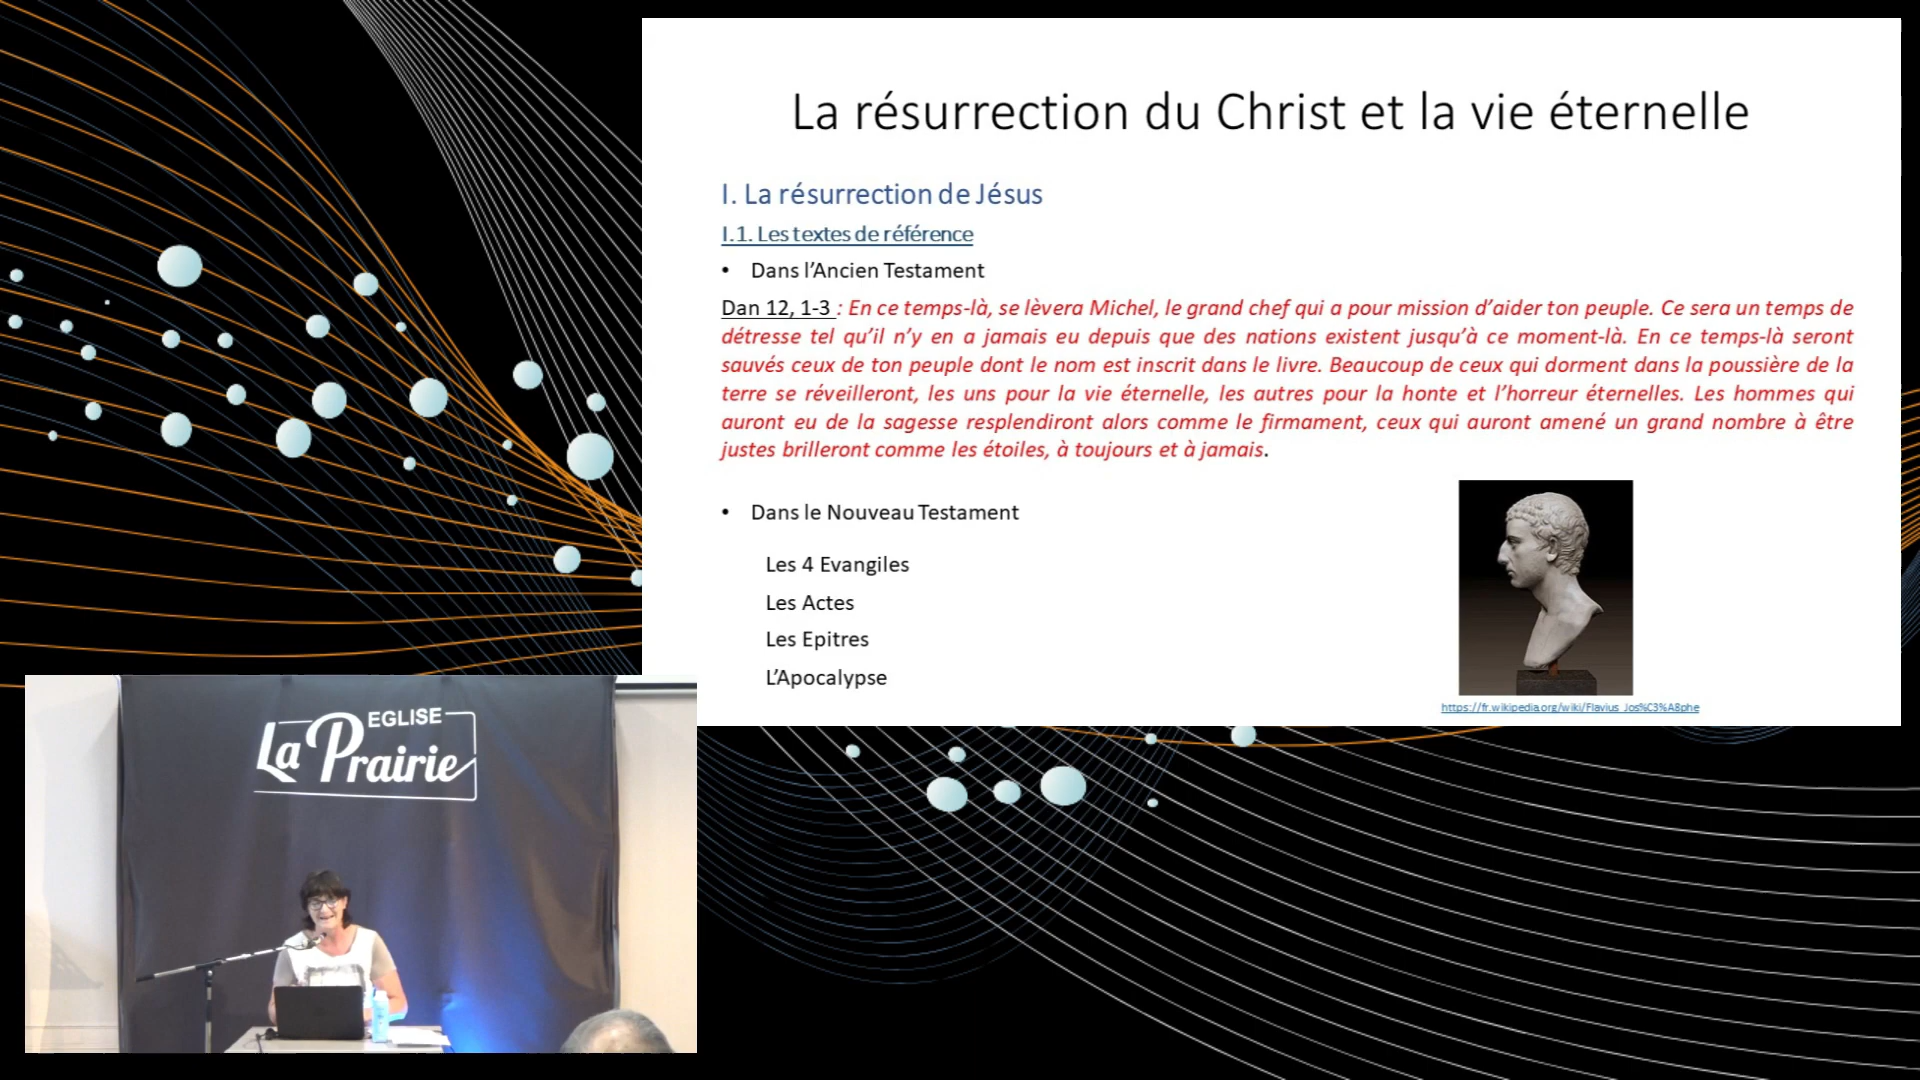 La résurrection du Christ et la vie éternelle
I. La résurrection de Jésus
I.1. Les textes de référence
• Dans l’Ancien Testament
Dan 12, 1-3 : En ce temps-là, se lèvera Michel, le grand chef qui a pour mission d’aider ton peuple. Ce sera un temps de
détresse tel qu’il n’y en a jamais eu depuis que des nations existent jusqu’à ce moment-là. En ce temps-là seront
sauvés ceux de ton peuple dont le nom est inscrit dans le livre. Beaucoup de ceux qui dorment dans la poussière de la
terre se réveilleront, les uns pour la vie éternelle, les autres pour la honte et l’horreur éternelles. Les hommes qui
auront eu de la sagesse resplendiront alors comme le firmament, ceux qui auront amené un grand nombre à être
justes brilleront comme les étoiles, à toujours et à jamais.
• Dans le Nouveau Testament
Les 4 Evangiles
Les Actes
Les Epitres
L’Apocalypse
https://fr.wikipedia.org/wiki/Flavius_Jos%C3%A8phe
EGLISE
La Prairie